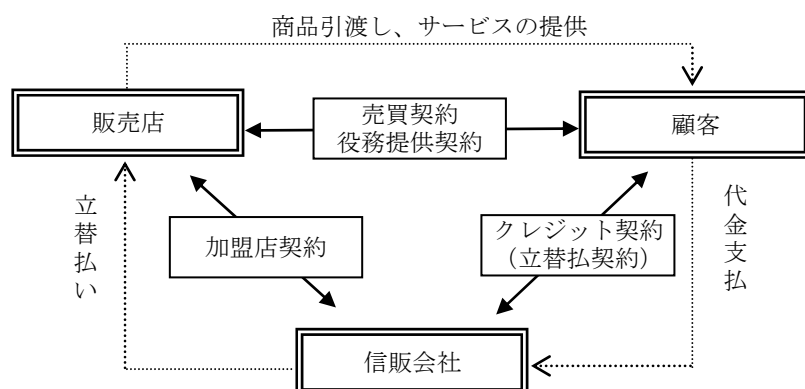 商品引渡し、サービスの提供
販売店
売買契約
役務提供契約
顧客
立替払い
加盟店契約
クレジット契約
（立替払契約）
代金支払
信販会社